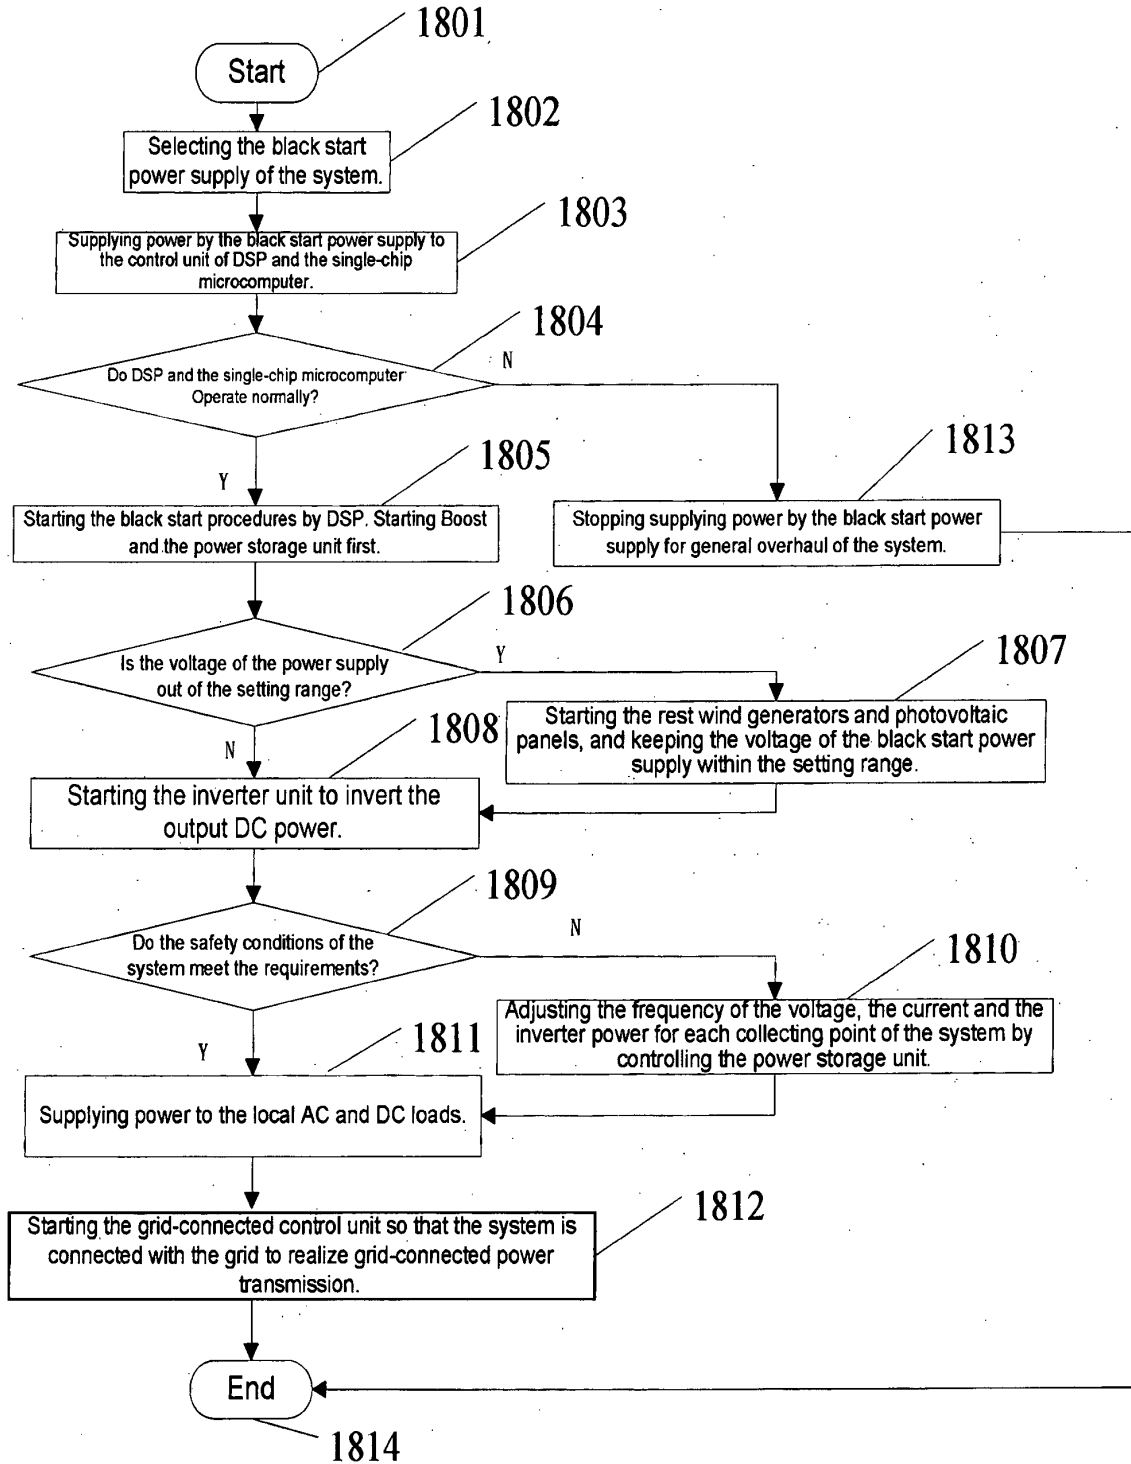 1801
Start
1802
Selecting the black start
power supply of the system.
1803
Supplying power by the black start power supply to
the control unit of DSP and the single-chip
microcomputer.
1804
N
Do DSP and the single-chip microcomputer
Operate normally?
1805
Y
1813
Starting the black start procedures by DSP. Starting Boost
and the power storage unit first.
Stopping supplying power by the black start power
supply for general overhaul of the system.
1806
Y
Is the voltage of the power supply
out of the setting range?
1807
N
1808
Starting the rest wind generators and photovoltaic
panels, and keeping the voltage of the black start power
supply within the setting range.
Starting the inverter unit to invert the
output DC power.
1809
N
Do the safety conditions of the
system meet the requirements?
1810
Adjusting the frequency of the voltage, the current and the
inverter power for each collecting point of the system by
controlling the power storage unit.
Y
1811
Supplying power to the local AC and DC loads.
1812
Starting the grid-connected control unit so that the system is
connected with the grid to realize grid-connected power
transmission.
End
1814